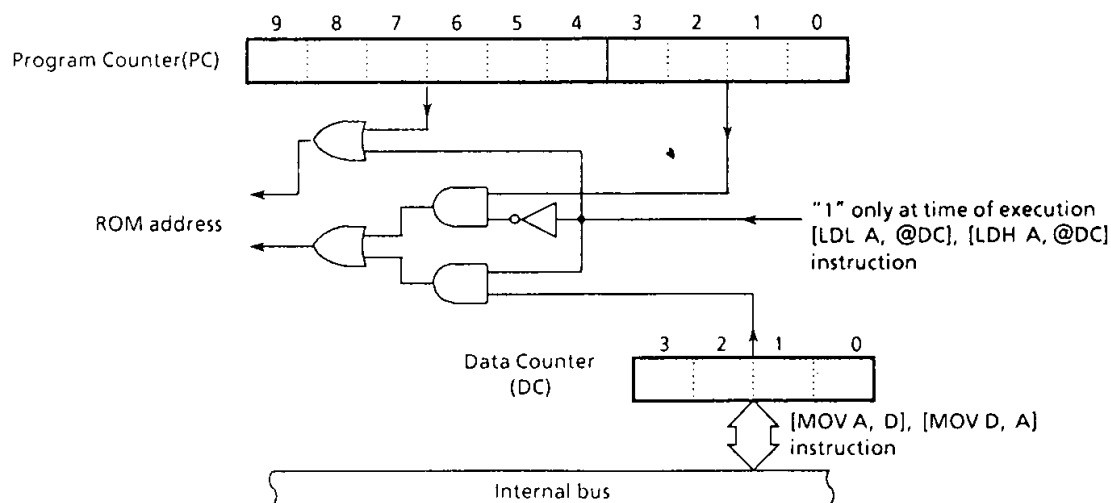 9 8 7 6 5 4 3 2 1 0
Program Counter(PC)
ROM address
"1" only at time of execution
[LDL A, @DC], [LDH A, @DC]
instruction
3 2 1 0
Data Counter
(DC)
[MOV A, D], [MOV D, A]
instruction
Internal bus